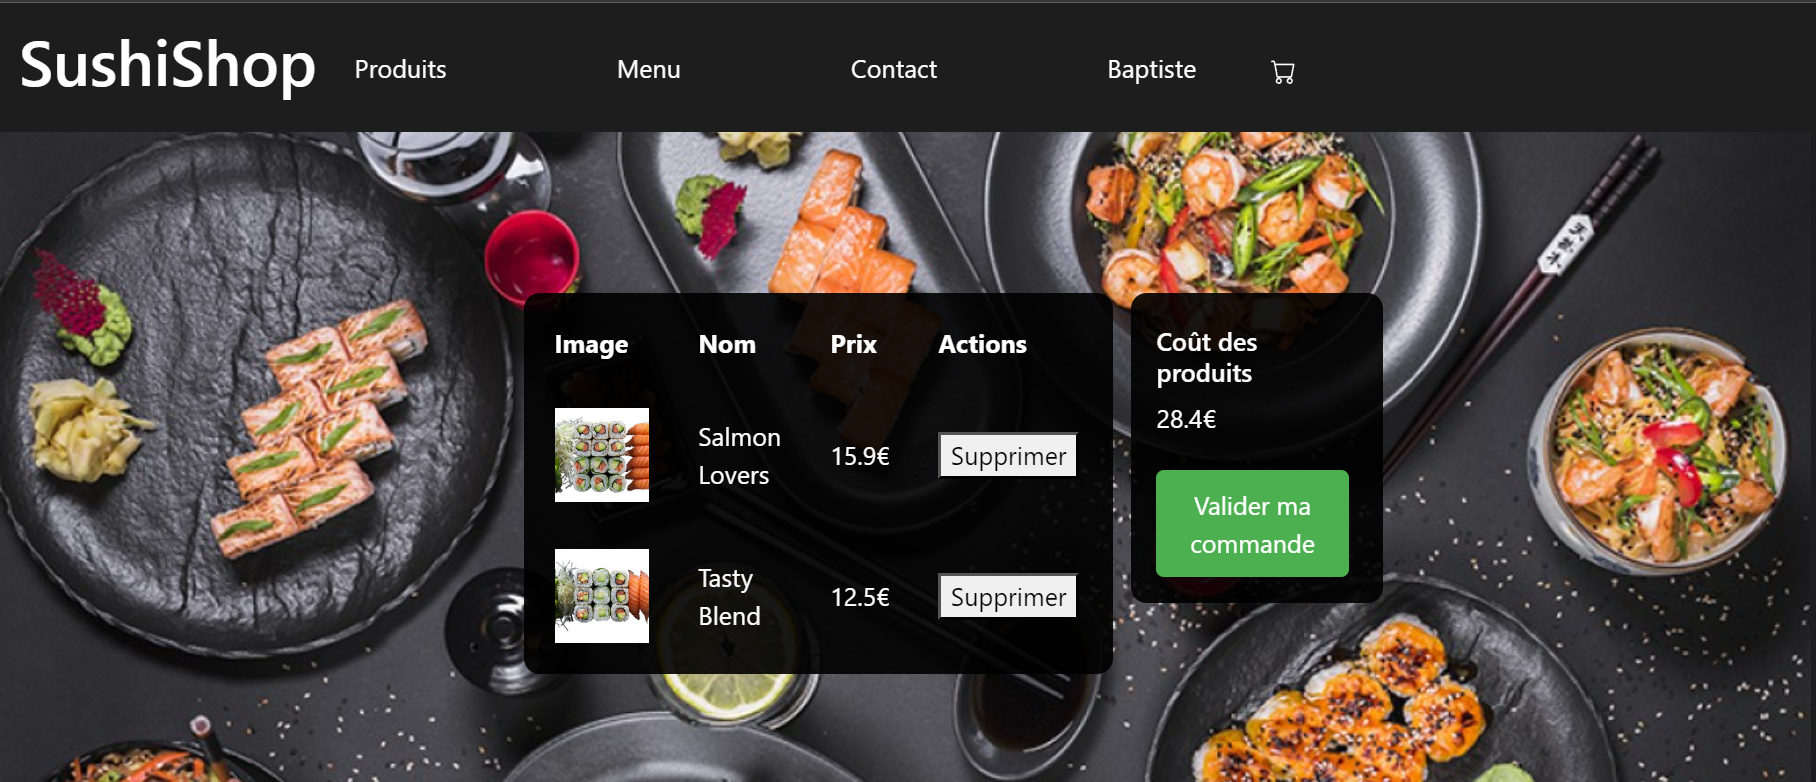 SushiShop
Produits
Menu
Contact
Baptiste
Image
Nom
Prix
Actions
Salmon
Lovers
15.9€
Supprimer
Tasty
Blend
12.5€
Supprimer
Coût des
produits
28.4€
Valider ma
commande